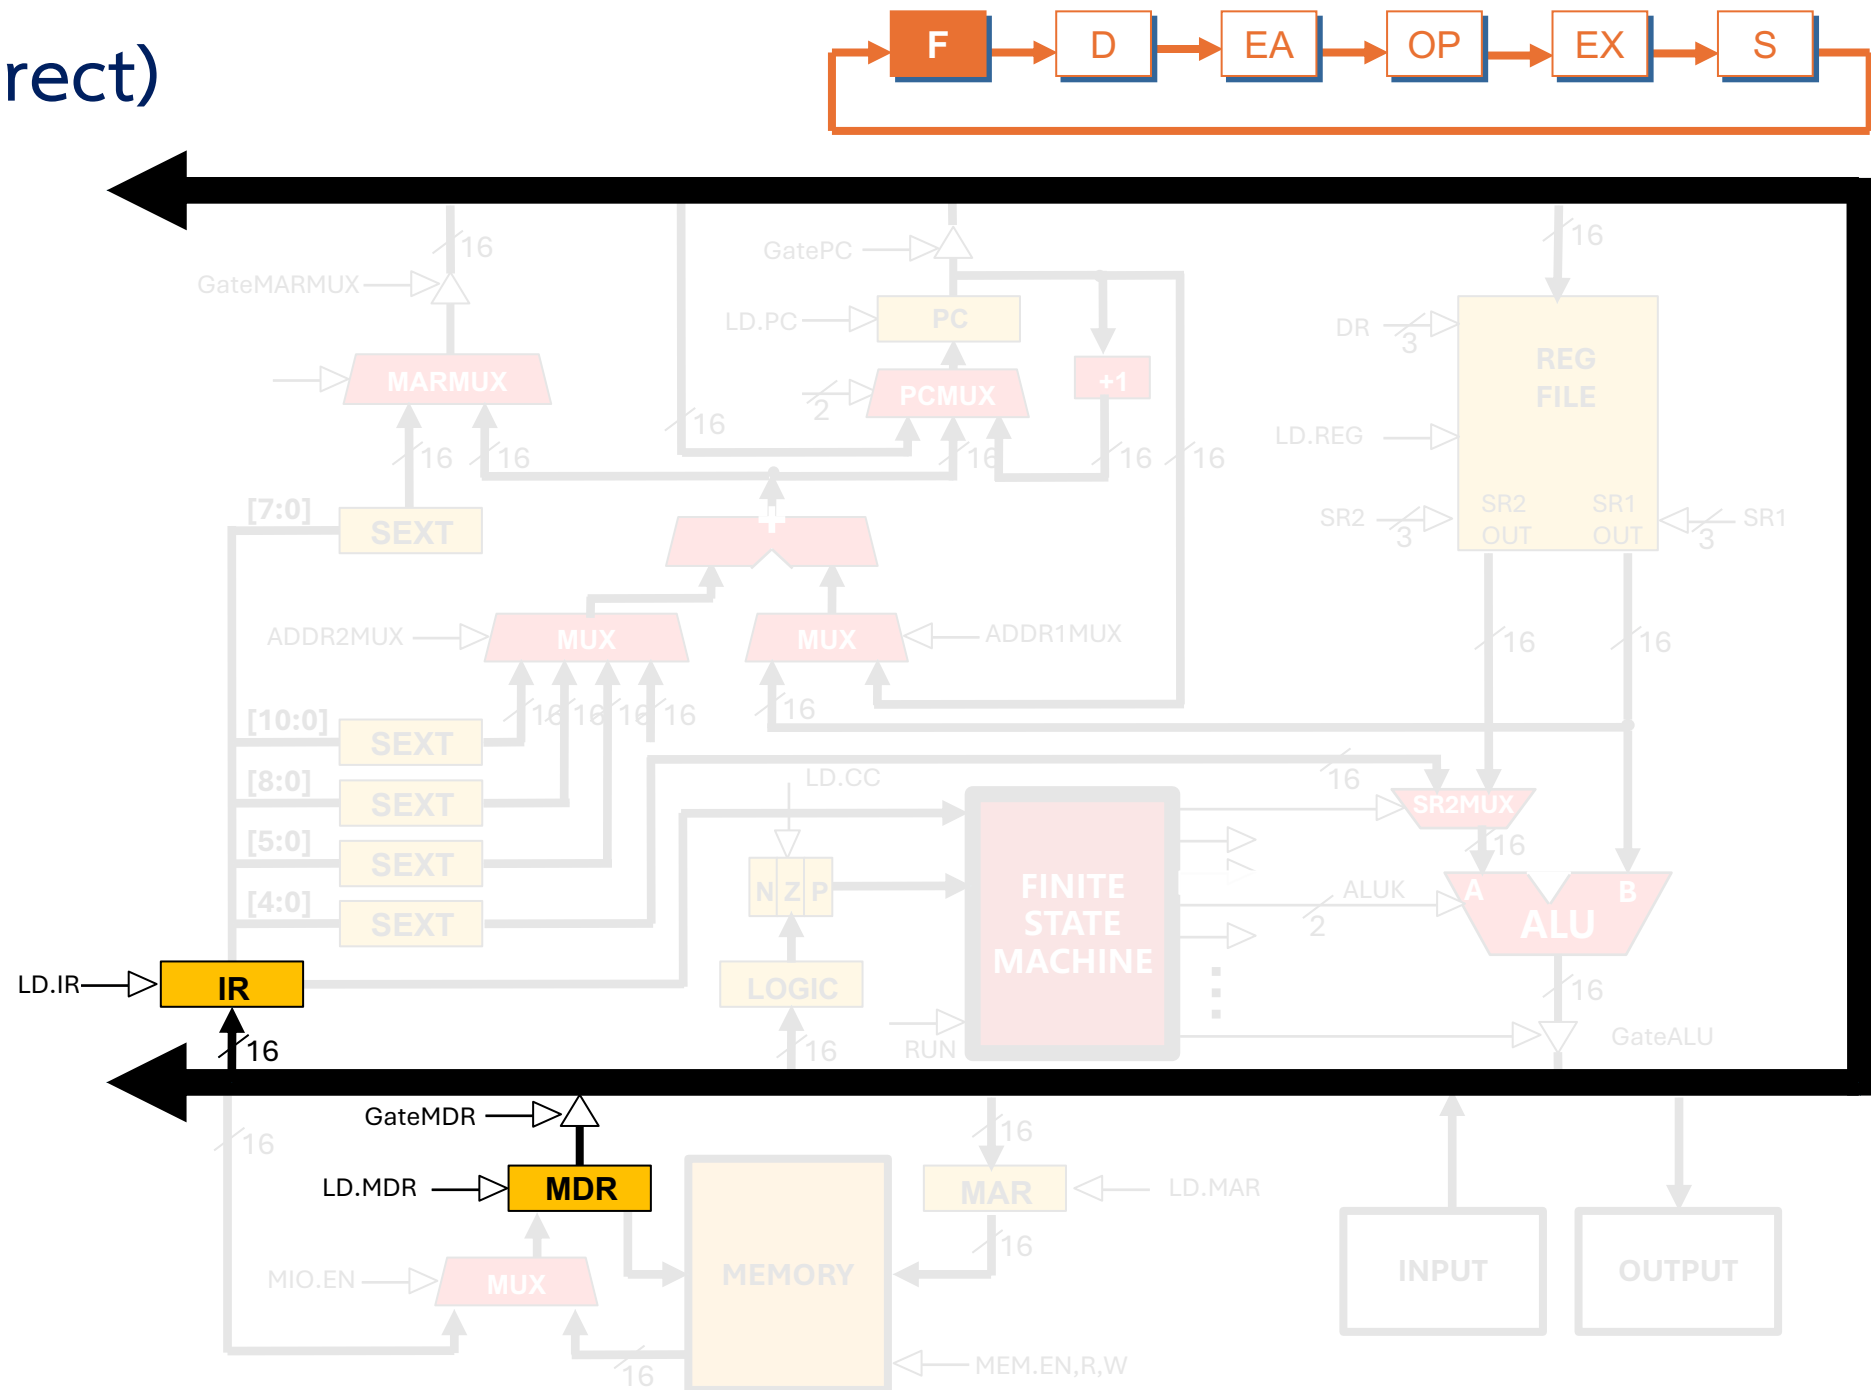 rect)
F D EA OP EX S
16
GatePC
16
GateMARMUX
LD.PC
PC
DR
3
REG
FILE
MARMUX
PCMUX
+1
2
16
LD.REG
16
16
16
16
16
[7:0]
SEXT
+
SR2
3
SR2
OUT
SR1
OUT
3
SR1
ADDR2MUX
MUX
MUX
ADDR1MUX
16
16
16
16
16
16
16
[10:0]
SEXT
[8:0]
SEXT
LD.CC
16
SR2MUX
[5:0]
SEXT
16
N Z P
FINITE
STATE
MACHINE
ALUK
2
A
B
ALU
[4:0]
SEXT
LD.IR
IR
LOGIC
16
16
16
RUN
GateALU
GateMDR
16
16
LD.MDR
MDR
MAR
LD.MAR
16
MIO.EN
MUX
MEMORY
INPUT
OUTPUT
16
MEM.EN,R,W